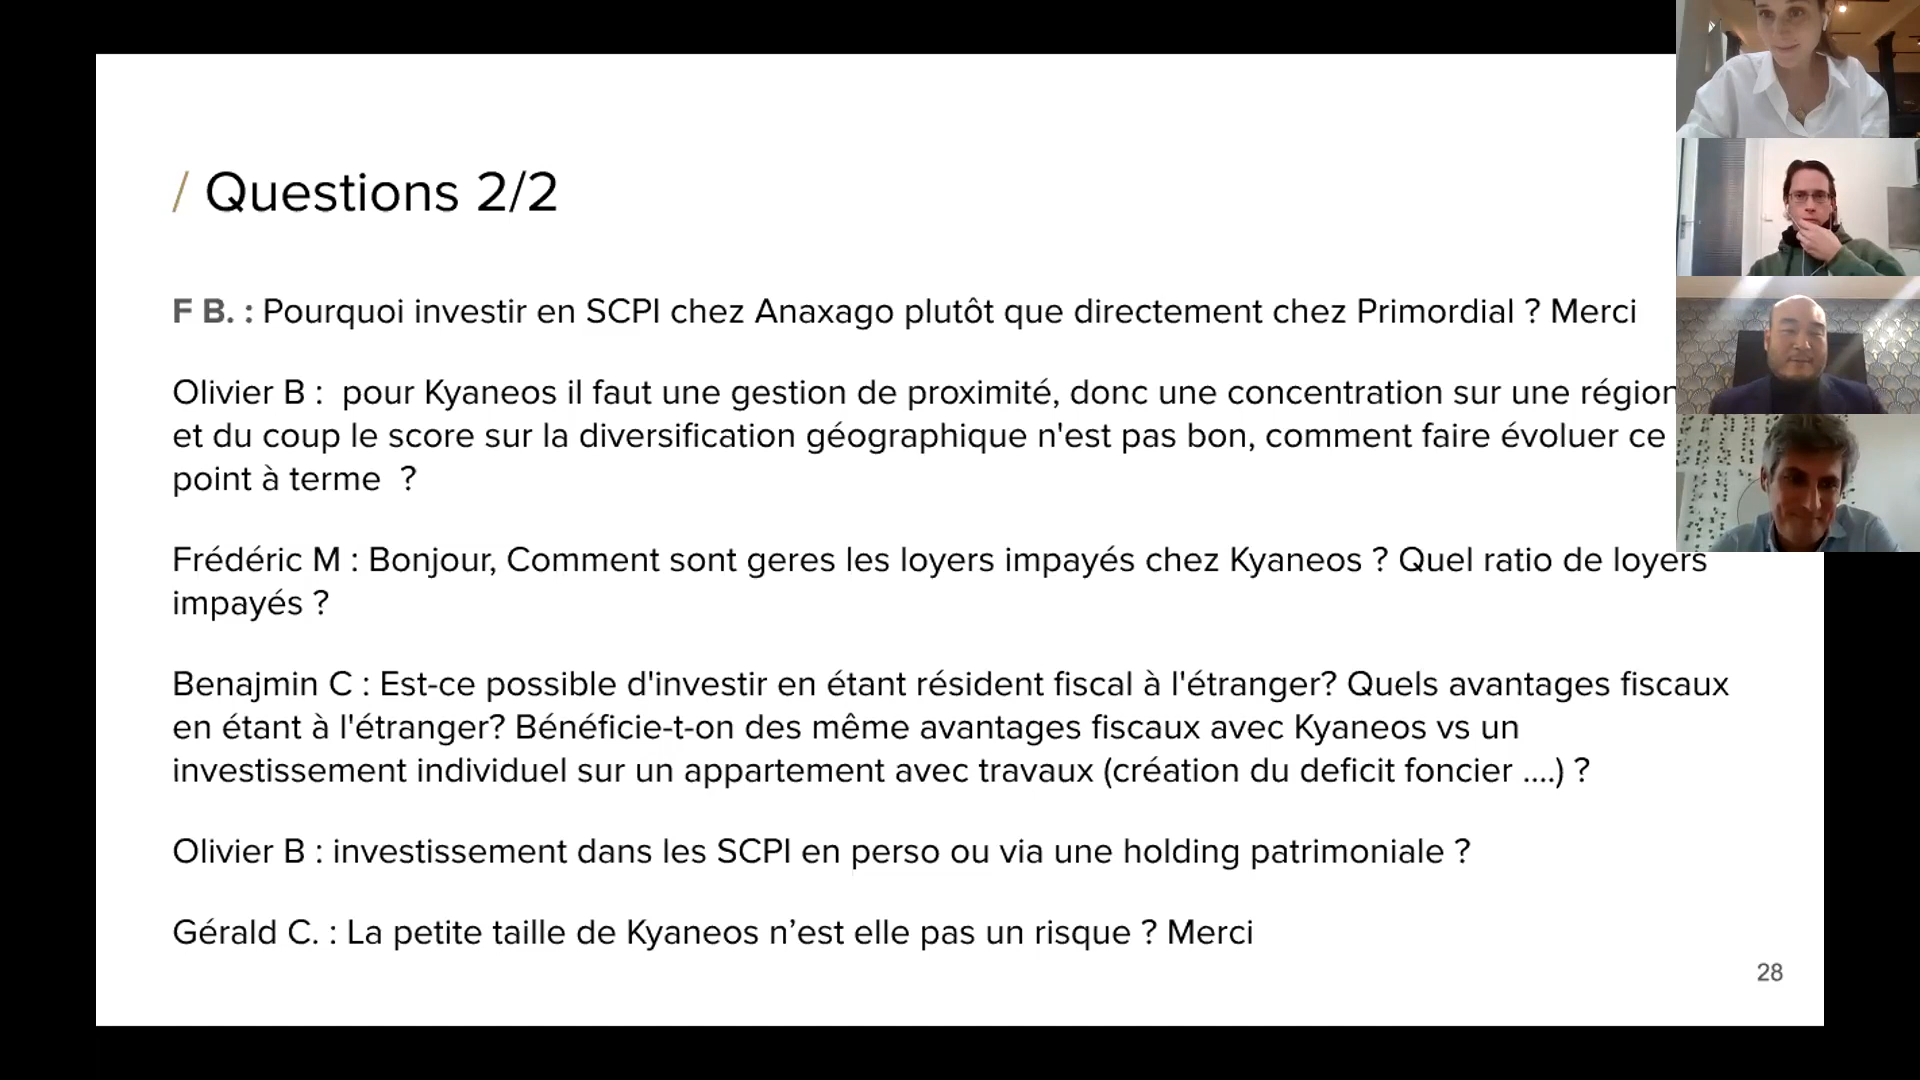 / Questions 2/2
F B. : Pourquoi investir en SCPI chez Anaxago plutôt que directement chez Primordial ? Merci
Olivier B :  pour Kyaneos il faut une gestion de proximité, donc une concentration sur une région
et du coup le score sur la diversification géographique n'est pas bon, comment faire évoluer ce
point à terme  ?
Frédéric M : Bonjour, Comment sont geres les loyers impayés chez Kyaneos ? Quel ratio de loyers
impayés ?
Benajmin C : Est-ce possible d'investir en étant résident fiscal à l'étranger? Quels avantages fiscaux
en étant à l'étranger? Bénéficie-t-on des même avantages fiscaux avec Kyaneos vs un
investissement individuel sur un appartement avec travaux (création du deficit foncier ....) ?
Olivier B : investissement dans les SCPI en perso ou via une holding patrimoniale ?
Gérald C. : La petite taille de Kyaneos n’est elle pas un risque ? Merci
28